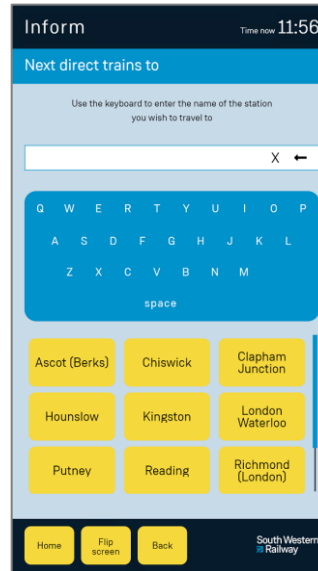 Inform
Time now 11:56
Next direct trains to
Use the keyboard to enter the name of the station
you wish to travel to
X ←
Q W E R T Y U I O P
A S D F G H J K L
Z X C V B N M
space
Ascot (Berks)
Chiswick
Clapham
Junction
Hounslow
Kingston
London
Waterloo
Putney
Reading
Richmond
(London)
Home
Flip
screen
Back
South Western
Railway